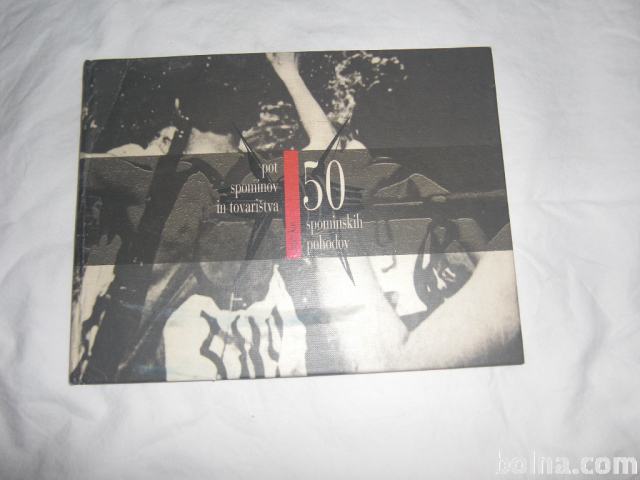 pot
spominov
in tovarištva
50
spominskih
pohodov
bolha.com